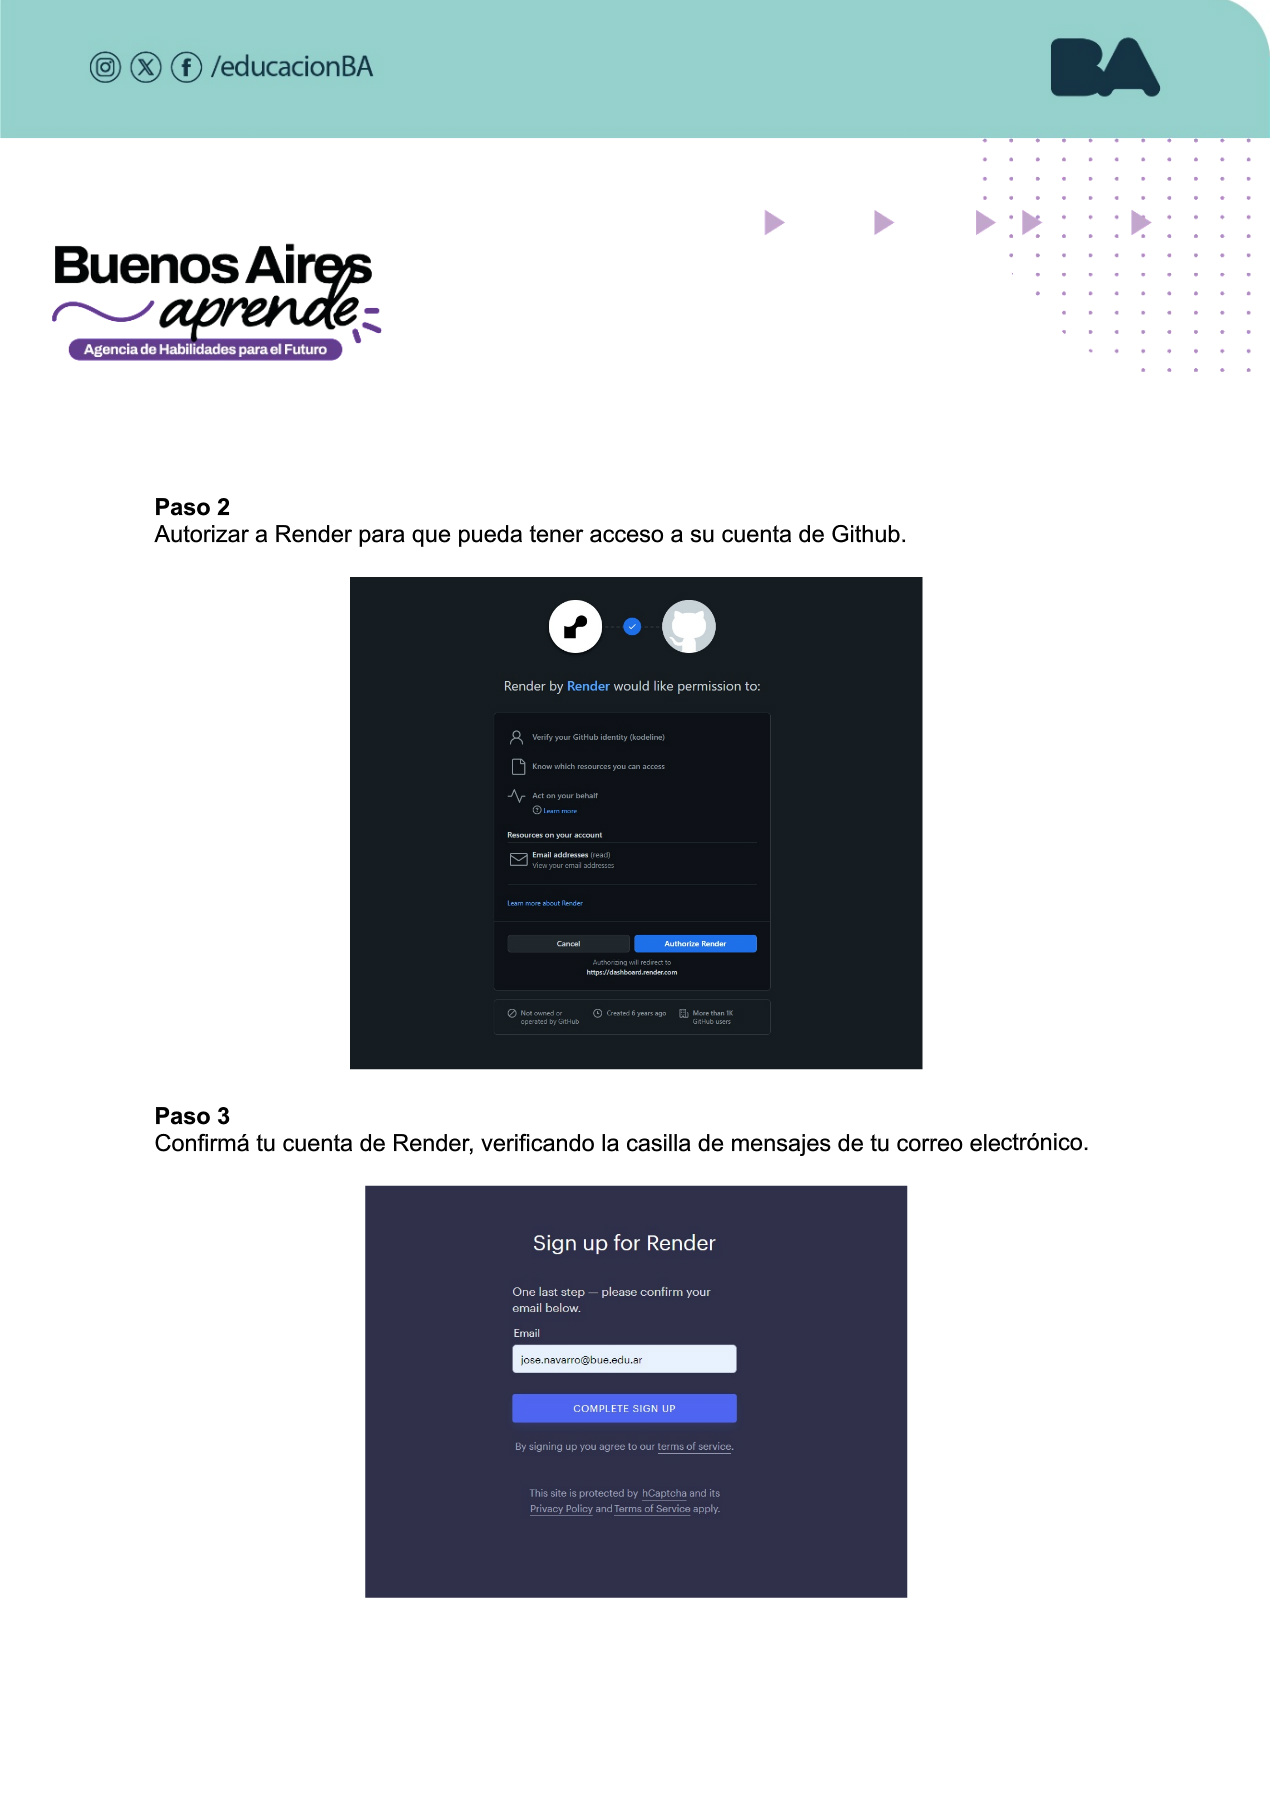 /educacionBA
BA
Buenos Aires
aprende
Agencia de Habilidades para el Futuro
Paso 2
Autorizar a Render para que pueda tener acceso a su cuenta de Github.
Render by Render would like permission to:
Verify your GitHub identity (kodeline)
Know which resources you can access
Act on your behalf
Learn more
Resources on your account
Email addresses (read)
View your email addresses
Learn more about Render
Cancel Authorize Render
Authorizing will redirect to
https://dashboard.render.com
Not owned or Created 6 years ago More than 1K
operated by GitHub GitHub users
Paso 3
Confirmá tu cuenta de Render, verificando la casilla de mensajes de tu correo electrónico.
Sign up for Render
One last step — please confirm your
email below.
Email
jose.navarro@bue.edu.ar
COMPLETE SIGN UP
By signing up you agree to our terms of service.
This site is protected by hCaptcha and its
Privacy Policy and Terms of Service apply.